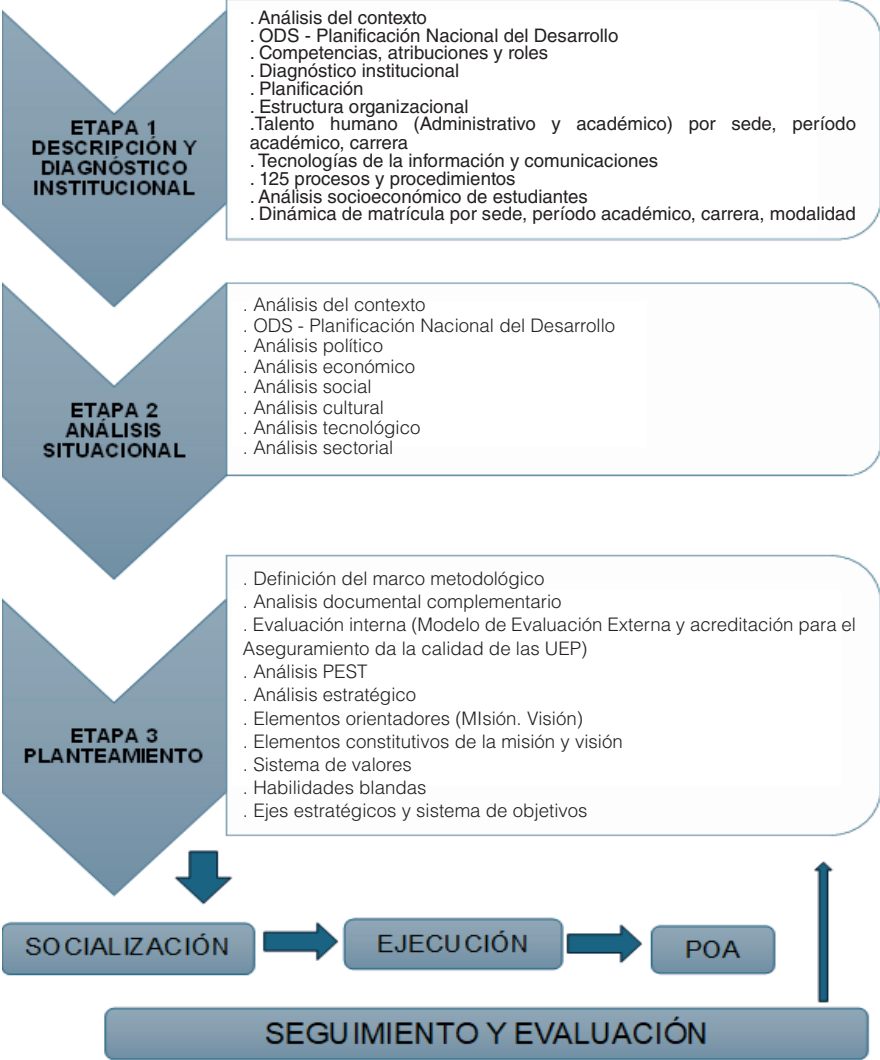 ETAPA 1
DESCRIPCIÓN Y
DIAGNÓSTICO
INSTITUCIONAL
. Análisis del contexto
. ODS - Planificación Nacional del Desarrollo
. Competencias, atribuciones y roles
. Diagnóstico institucional
. Planificación
. Estructura organizacional
.Talento humano (Administrativo y académico) por sede, período
académico, carrera
. Tecnologías de la información y comunicaciones
. 125 procesos y procedimientos
. Análisis socioeconómico de estudiantes
. Dinámica de matrícula por sede, período académico, carrera, modalidad
ETAPA 2
ANÁLISIS
SITUACIONAL
. Análisis del contexto
. ODS - Planificación Nacional del Desarrollo
. Análisis político
. Análisis económico
. Análisis social
. Análisis cultural
. Análisis tecnológico
. Análisis sectorial
ETAPA 3
PLANTEAMIENTO
. Definición del marco metodológico
. Analisis documental complementario
. Evaluación interna (Modelo de Evaluación Externa y acreditación para el
Aseguramiento da la calidad de las UEP)
. Análisis PEST
. Análisis estratégico
. Elementos orientadores (MIsión. Visión)
. Elementos constitutivos de la misión y visión
. Sistema de valores
. Habilidades blandas
. Ejes estratégicos y sistema de objetivos
SOCIALIZACIÓN
EJECUCIÓN
POA
SEGUIMIENTO Y EVALUACIÓN